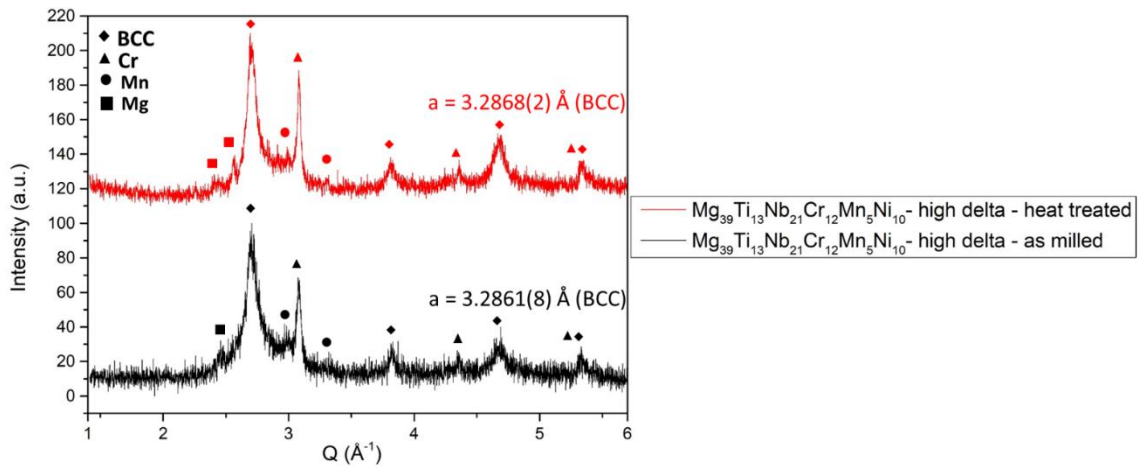 220
200
180
160
140
120
100
80
60
40
20
0
Intensity (a.u.)
BCC
Cr
Mn
Mg
a = 3.2868(2) Å (BCC)
a = 3.2861(8) Å (BCC)
1 2 3 4 5 6
Q (Å⁻¹)
Mg₃₉Ti₁₃Nb₂₁Cr₁₂Mn₅Ni₁₀- high delta - heat treated
Mg₃₉Ti₁₃Nb₂₁Cr₁₂Mn₅Ni₁₀- high delta - as milled